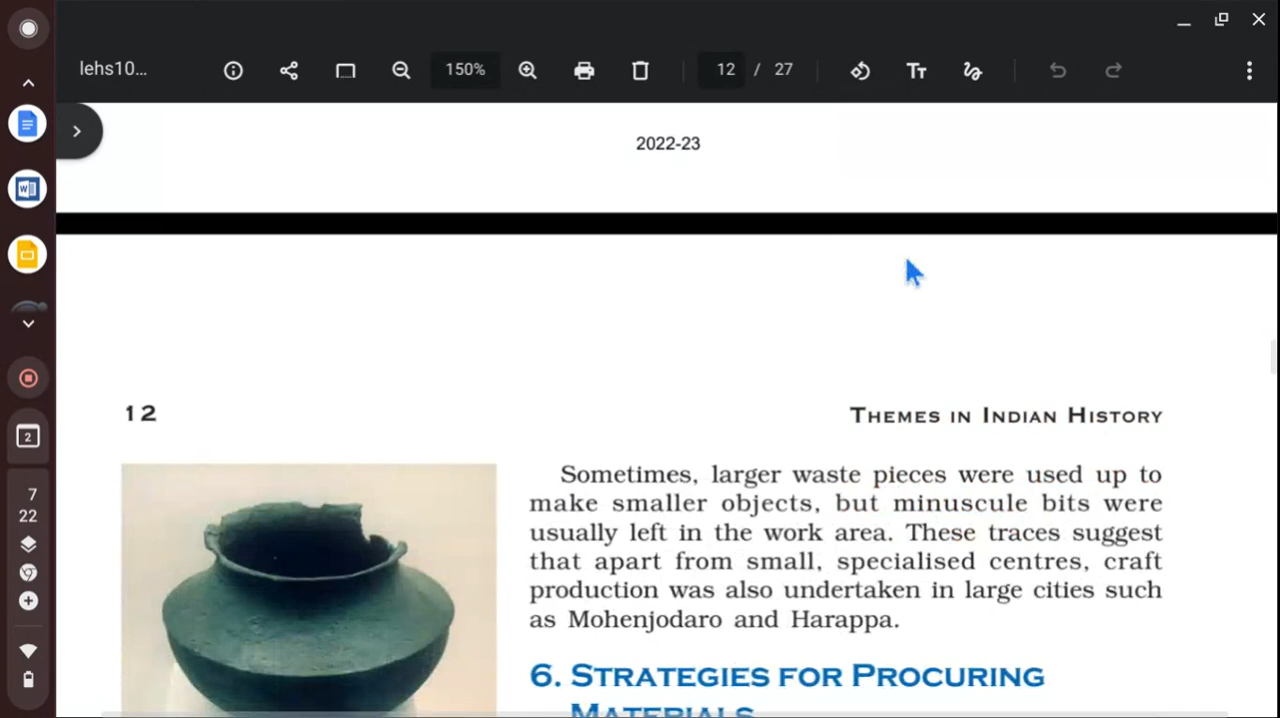 lehs10...
150%
12 / 27
2022-23
12
THEMES IN INDIAN HISTORY
Sometimes, larger waste pieces were used up to
make smaller objects, but minuscule bits were
usually left in the work area. These traces suggest
that apart from small, specialised centres, craft
production was also undertaken in large cities such
as Mohenjodaro and Harappa.
6. STRATEGIES FOR PROCURING
MATERIALS
2
7
22